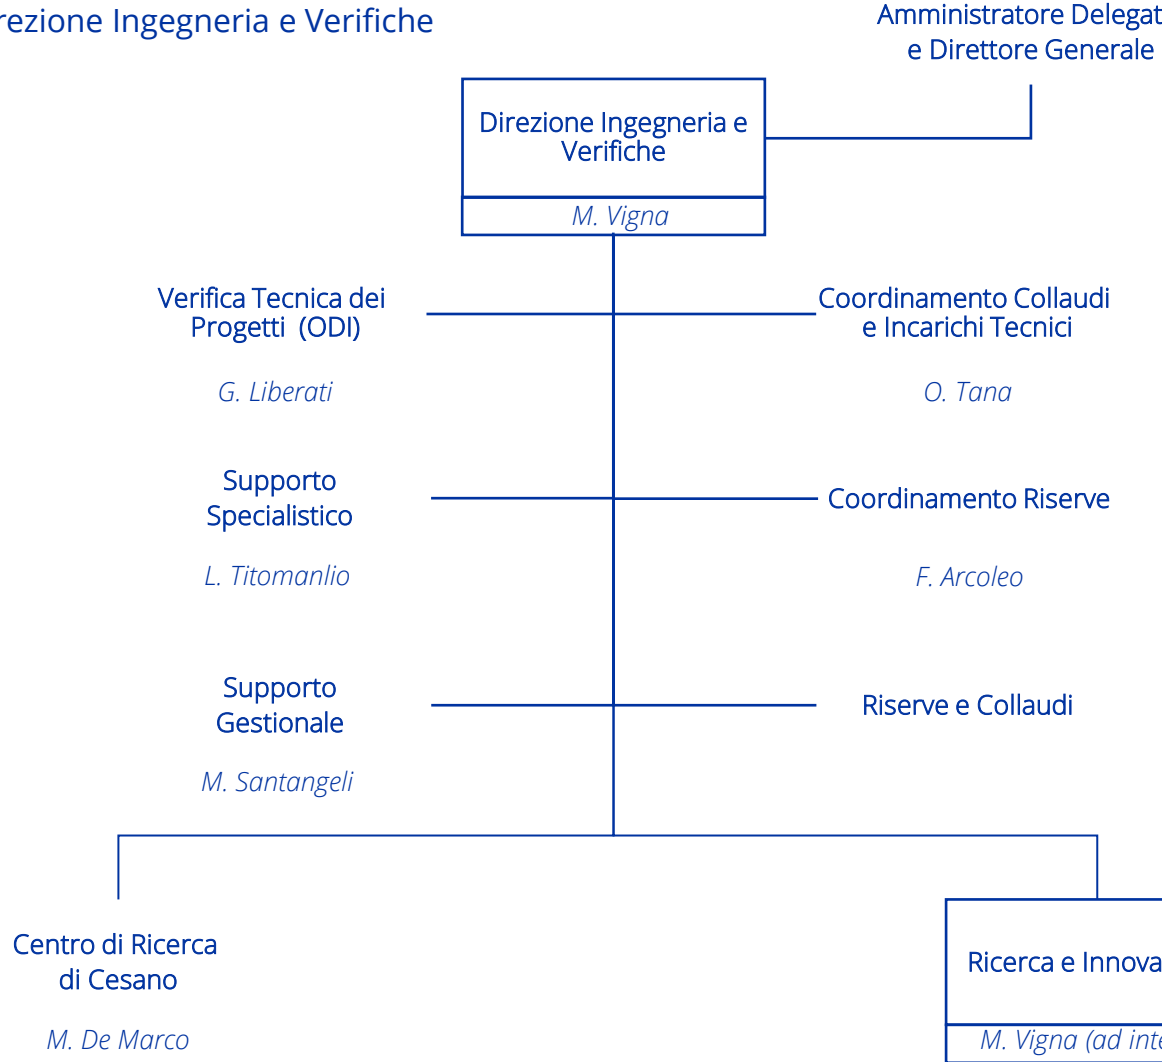 rezione Ingegneria e Verifiche
Amministratore Delegat
e Direttore Generale
Direzione Ingegneria e
Verifiche
M. Vigna
Verifica Tecnica dei
Progetti (ODI)
G. Liberati
Coordinamento Collaudi
e Incarichi Tecnici
O. Tana
Supporto
Specialistico
L. Titomanlio
Coordinamento Riserve
F. Arcoleo
Supporto
Gestionale
M. Santangeli
Riserve e Collaudi
Centro di Ricerca
di Cesano
M. De Marco
Ricerca e Innova
M. Vigna (ad inte